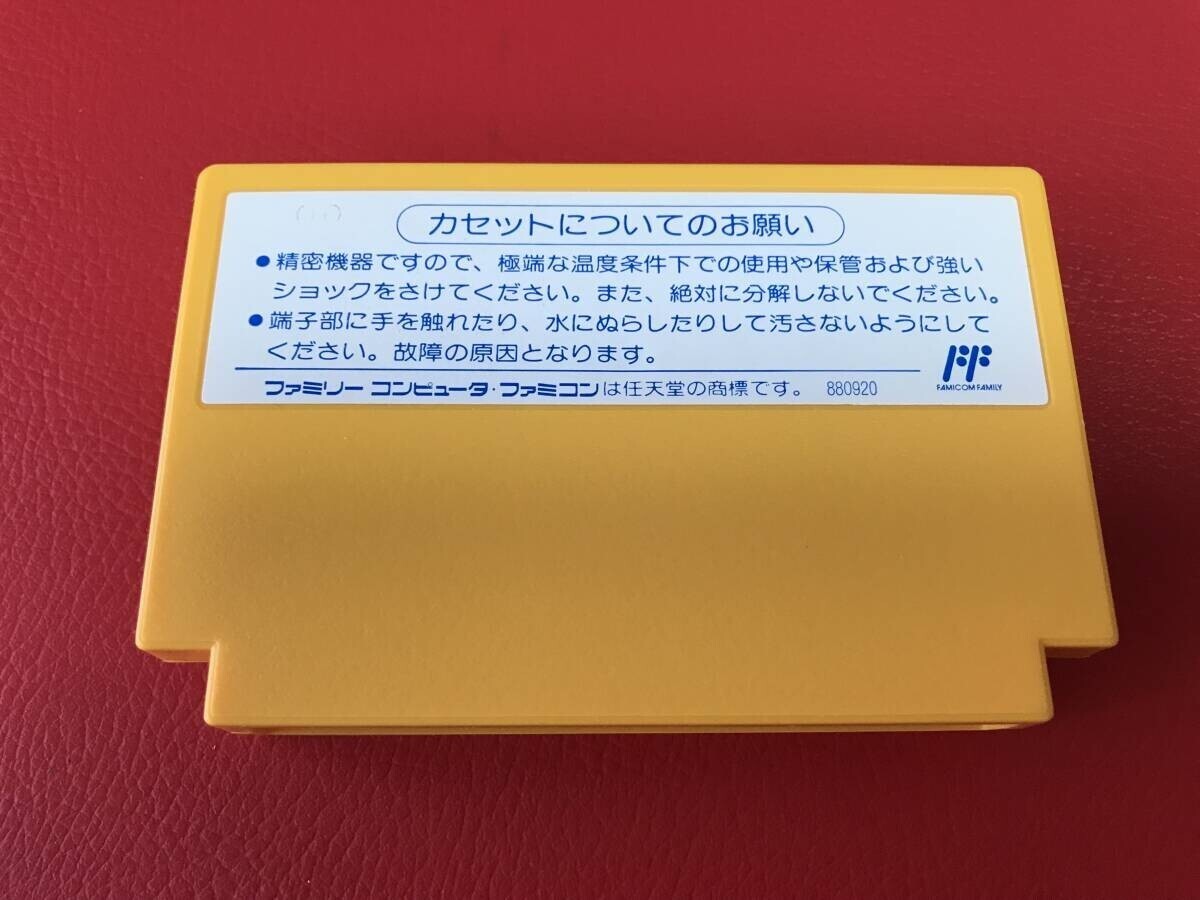 カセットについてのお願い
●精密機器ですので、極端な温度条件下での使用や保管および強い
ショックをさけてください。また、絶対に分解しないでください。
●端子部に手を触れたり、水にぬらしたりして汚さないようにして
ください。故障の原因となります。
FAMICOM FAMILY
ファミリー コンピュータ・ファミコンは任天堂の商標です。 880920